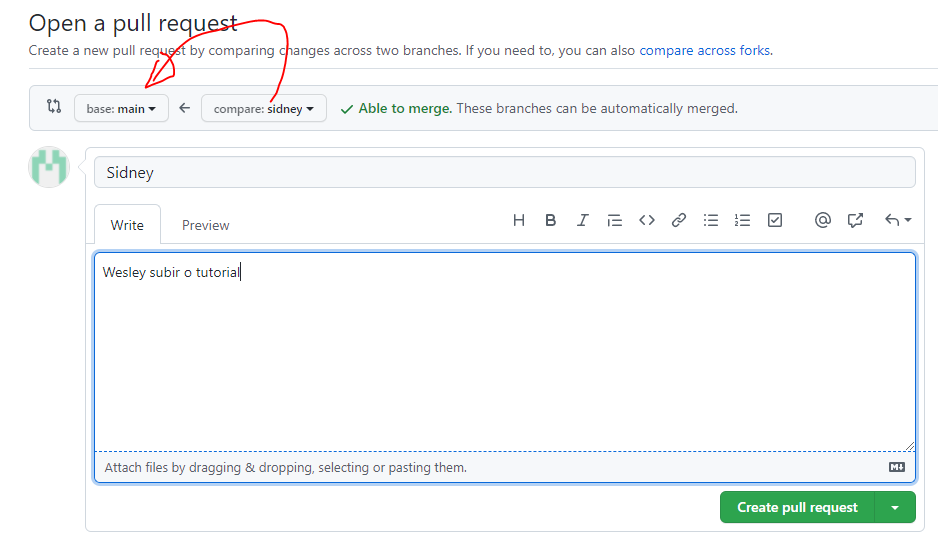 Open a pull request
Create a new pull request by comparing changes across two branches. If you need to, you can also compare across forks.
base: main
compare: sidney
Able to merge. These branches can be automatically merged.
Sidney
Write
Preview
Wesley subir o tutorial
Attach files by dragging & dropping, selecting or pasting them.
Create pull request